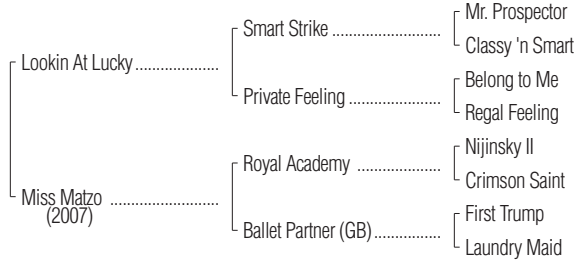 Mr. Prospector
Smart Strike ........................
Classy 'n Smart
Lookin At Lucky ...................
Belong to Me
Private Feeling .....................
Regal Feeling
Nijinsky II
Royal Academy ...................
Crimson Saint
Miss Matzo ........................
(2007)
First Trump
Ballet Partner (GB) ...............
Laundry Maid